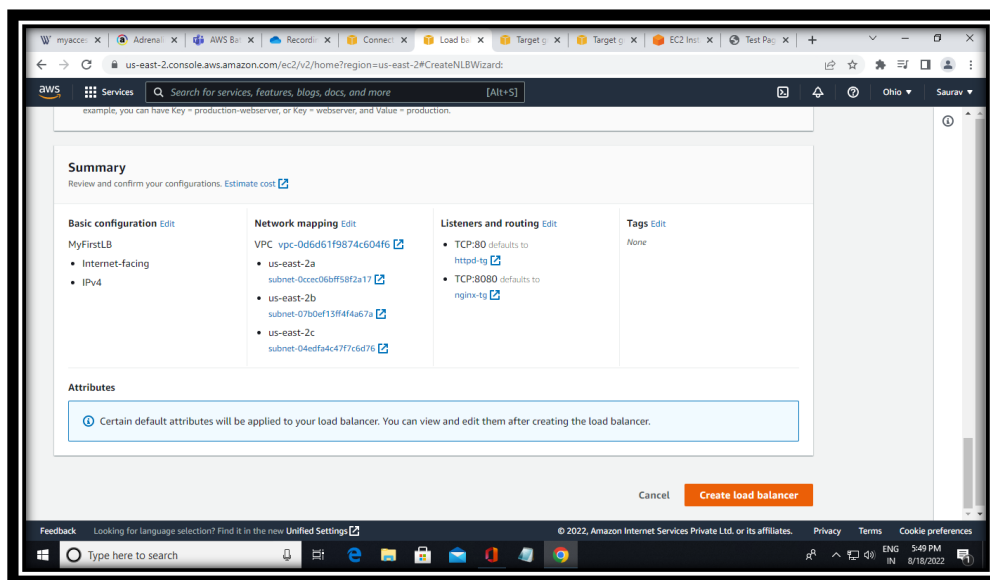 myacces
Adrenali
AWS Bat
Recordin
Connect
Load bal
Target g
Target g
EC2 Inst
Test Pag
us-east-2.console.aws.amazon.com/ec2/v2/home?region=us-east-2#CreateNLBWizard:
aws
Services
Search for services, features, blogs, docs, and more
[Alt+S]
Ohio
Saurav
example, you can have Key = production-webserver, or Key = webserver, and Value = production.
Summary
Review and confirm your configurations. Estimate cost
Basic configuration Edit
MyFirstLB
• Internet-facing
• IPv4
Network mapping Edit
VPC vpc-0d6d61f9874c604f6
• us-east-2a
subnet-0ccec06bff58f2a17
• us-east-2b
subnet-07b0ef13ff4f4a67a
• us-east-2c
subnet-04edfa4c47f7c6d76
Listeners and routing Edit
• TCP:80 defaults to
httpd-tg
• TCP:8080 defaults to
nginx-tg
Tags Edit
None
Attributes
Certain default attributes will be applied to your load balancer. You can view and edit them after creating the load balancer.
Cancel
Create load balancer
Feedback
Looking for language selection? Find it in the new Unified Settings
© 2022, Amazon Internet Services Private Ltd. or its affiliates.
Privacy
Terms
Cookie preferences
Type here to search
ENG
IN
5:49 PM
8/18/2022